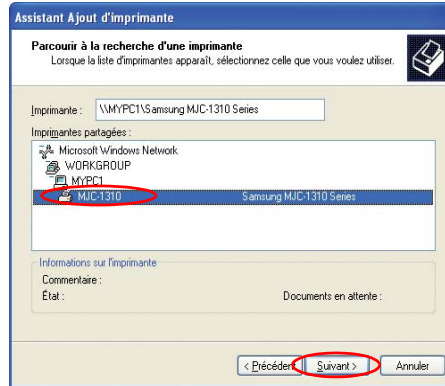 Assistant Ajout d'imprimante
Parcourir à la recherche d'une imprimante
Lorsque la liste d'imprimantes apparaît, sélectionnez celle que vous voulez utiliser.
Imprimante : \\MYPC1\Samsung MJC-1310 Series
Imprimantes partagées :
Microsoft Windows Network
WORKGROUP
MYPC1
MJC-1310 Samsung MJC-1310 Series
Informations sur l'imprimante
Commentaire :
État : Documents en attente :
< Précédent Suivant > Annuler